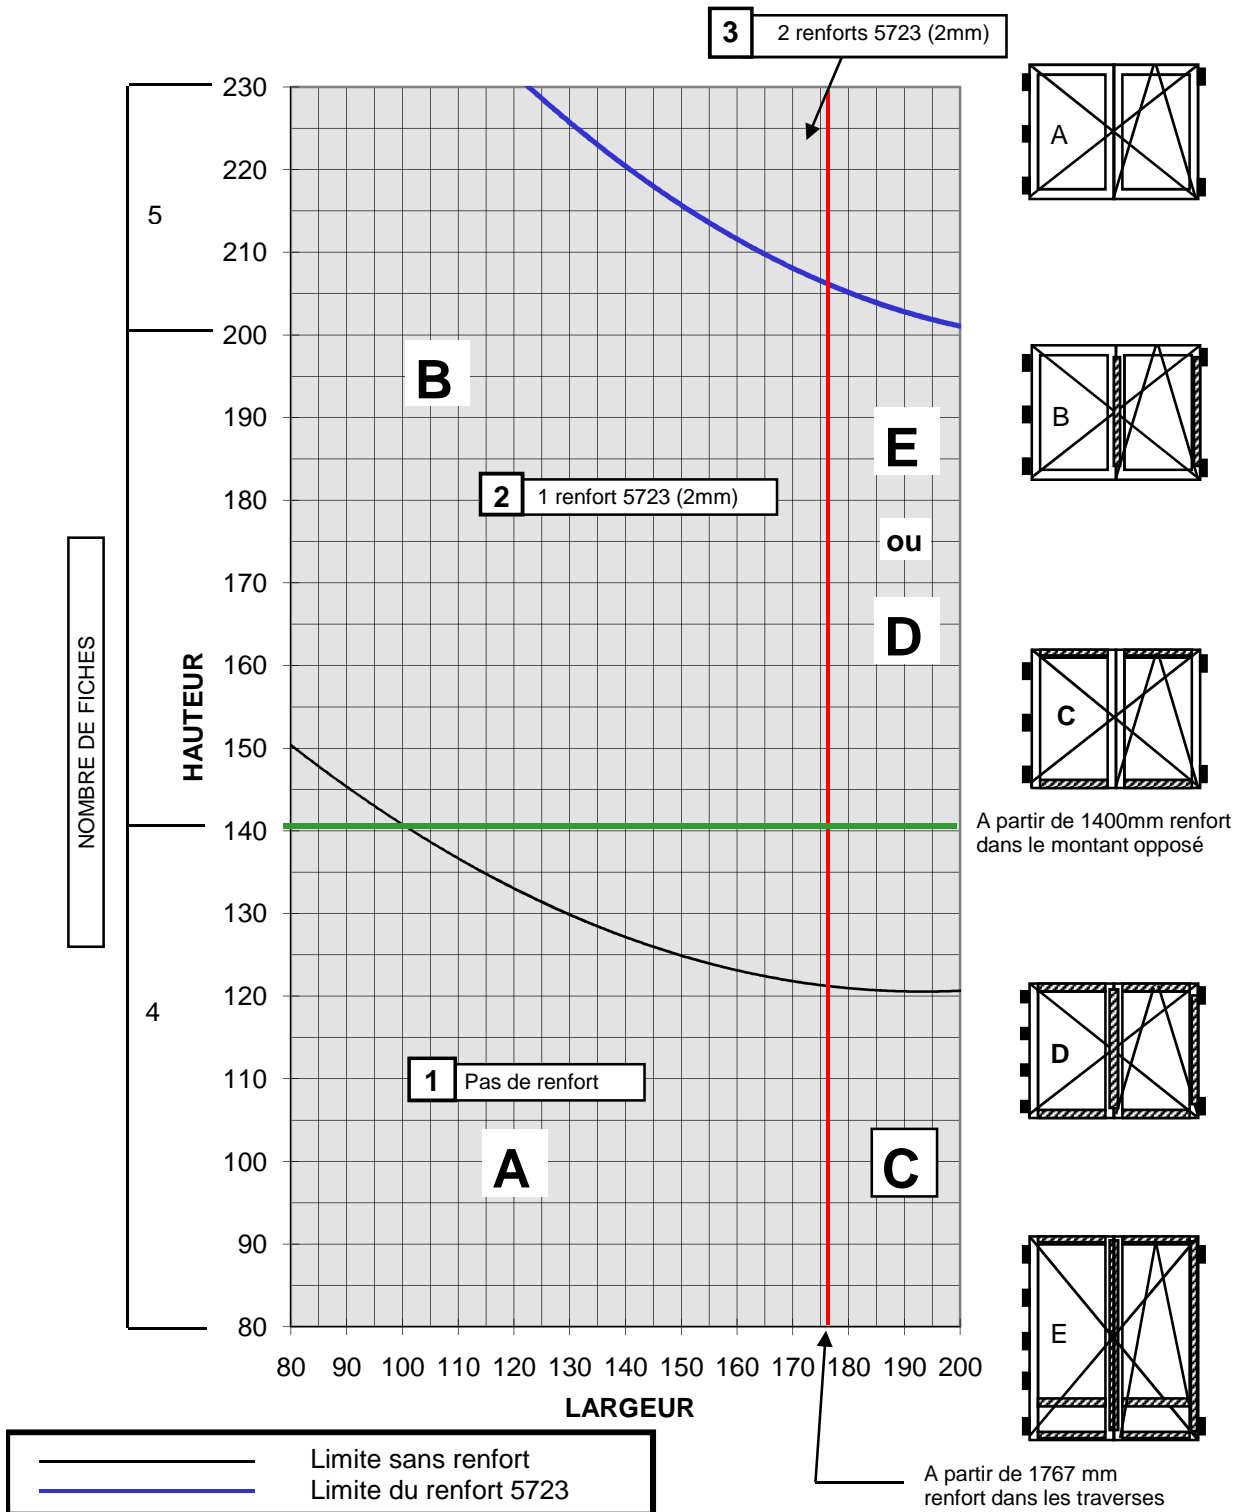 3 2 renforts 5723 (2mm)
230
220
210
200
190
180
170
160
150
140
130
120
110
100
90
80
5
4
NOMBRE DE FICHES
HAUTEUR
B
E
ou
D
2 1 renfort 5723 (2mm)
1 Pas de renfort
A
C
80 90 100 110 120 130 140 150 160 170 180 190 200
LARGEUR
A
B
C
A partir de 1400mm renfort
dans le montant opposé
D
E
A partir de 1767 mm
renfort dans les traverses
Limite sans renfort
Limite du renfort 5723